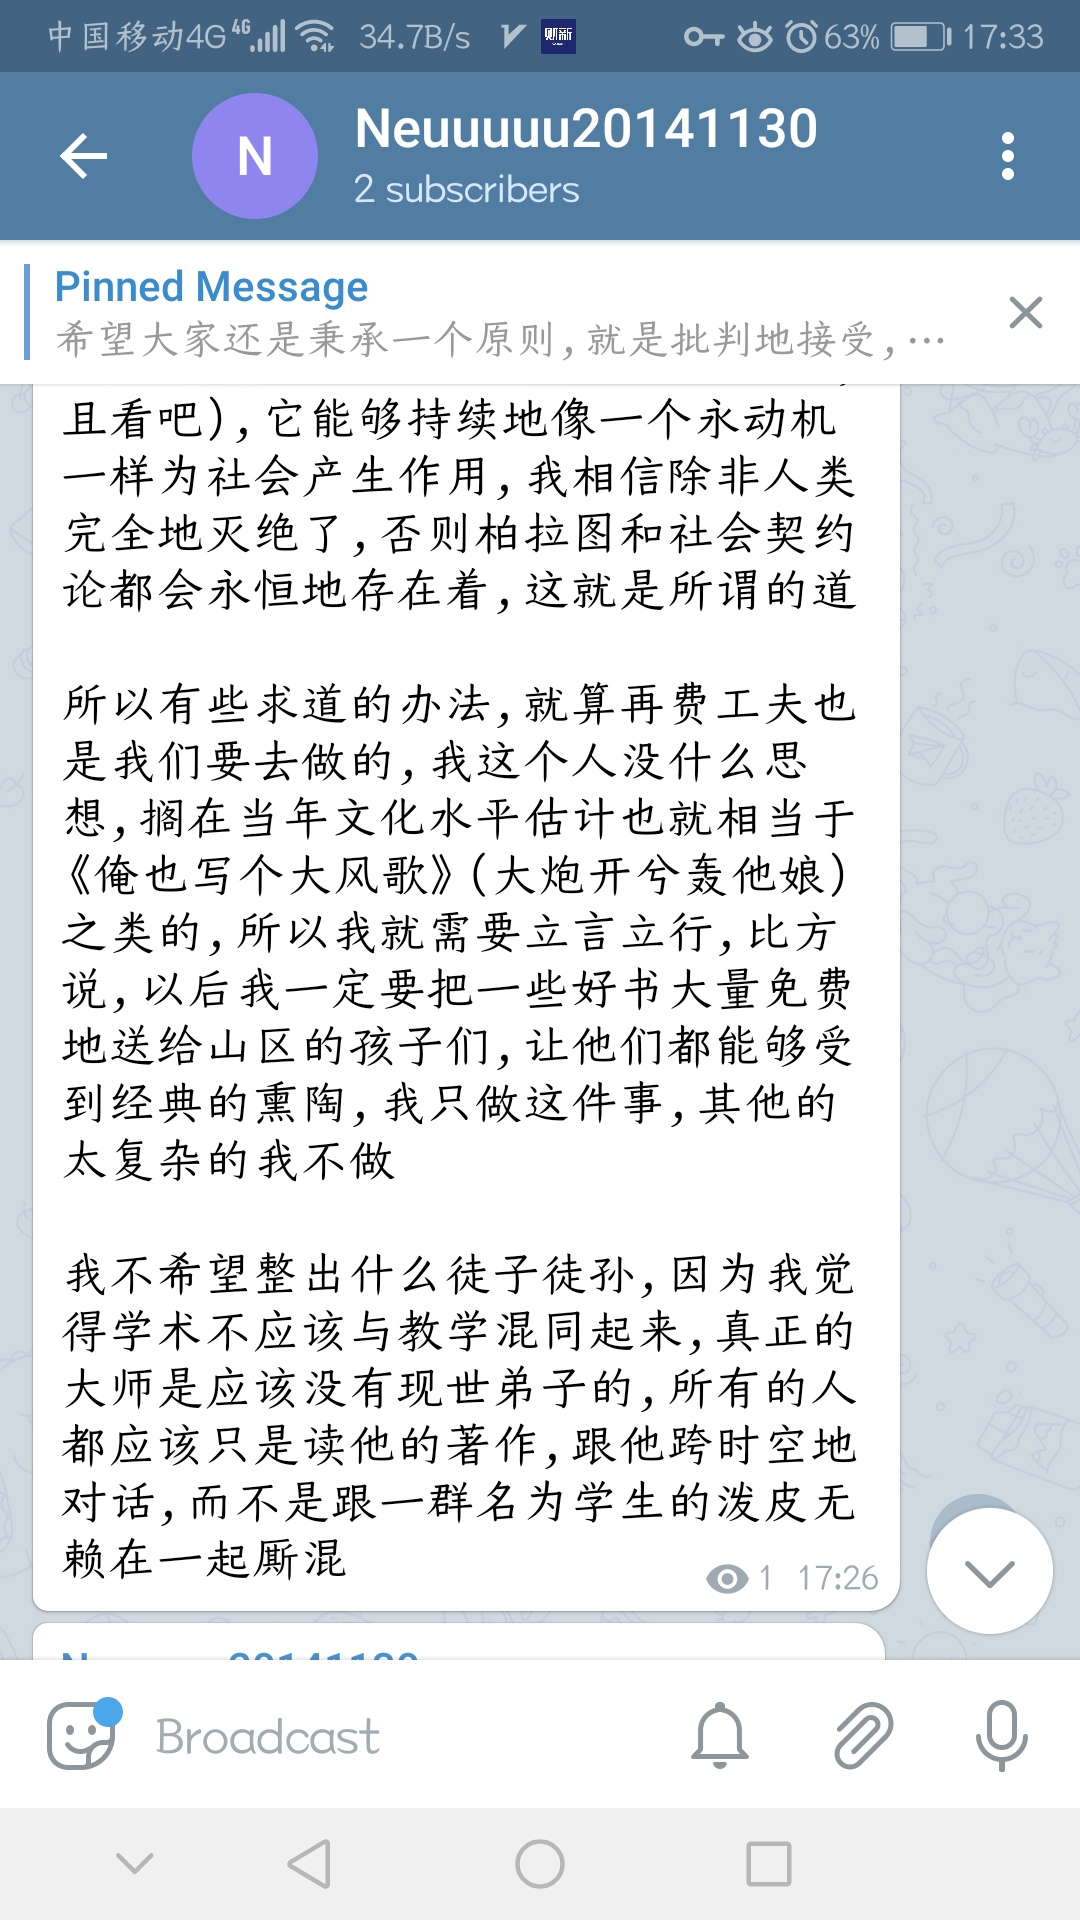 中国移动4G 4G 34.7B/s 财新 63% 17:33
N
Neuuuuu20141130
2 subscribers
Pinned Message
希望大家还是秉承一个原则,就是批判地接受,…
且看吧),它能够持续地像一个永动机
一样为社会产生作用,我相信除非人类
完全地灭绝了,否则柏拉图和社会契约
论都会永恒地存在着,这就是所谓的道
所以有些求道的办法,就算再费工夫也
是我们要去做的,我这个人没什么思
想,搁在当年文化水平估计也就相当于
《俺也写个大风歌》(大炮开兮轰他娘)
之类的,所以我就需要立言立行,比方
说,以后我一定要把一些好书大量免费
地送给山区的孩子们,让他们都能够受
到经典的熏陶,我只做这件事,其他的
太复杂的我不做
我不希望整出什么徒子徒孙,因为我觉
得学术不应该与教学混同起来,真正的
大师是应该没有现世弟子的,所有的人
都应该只是读他的著作,跟他跨时空地
对话,而不是跟一群名为学生的泼皮无
赖在一起厮混
1 17:26
Broadcast